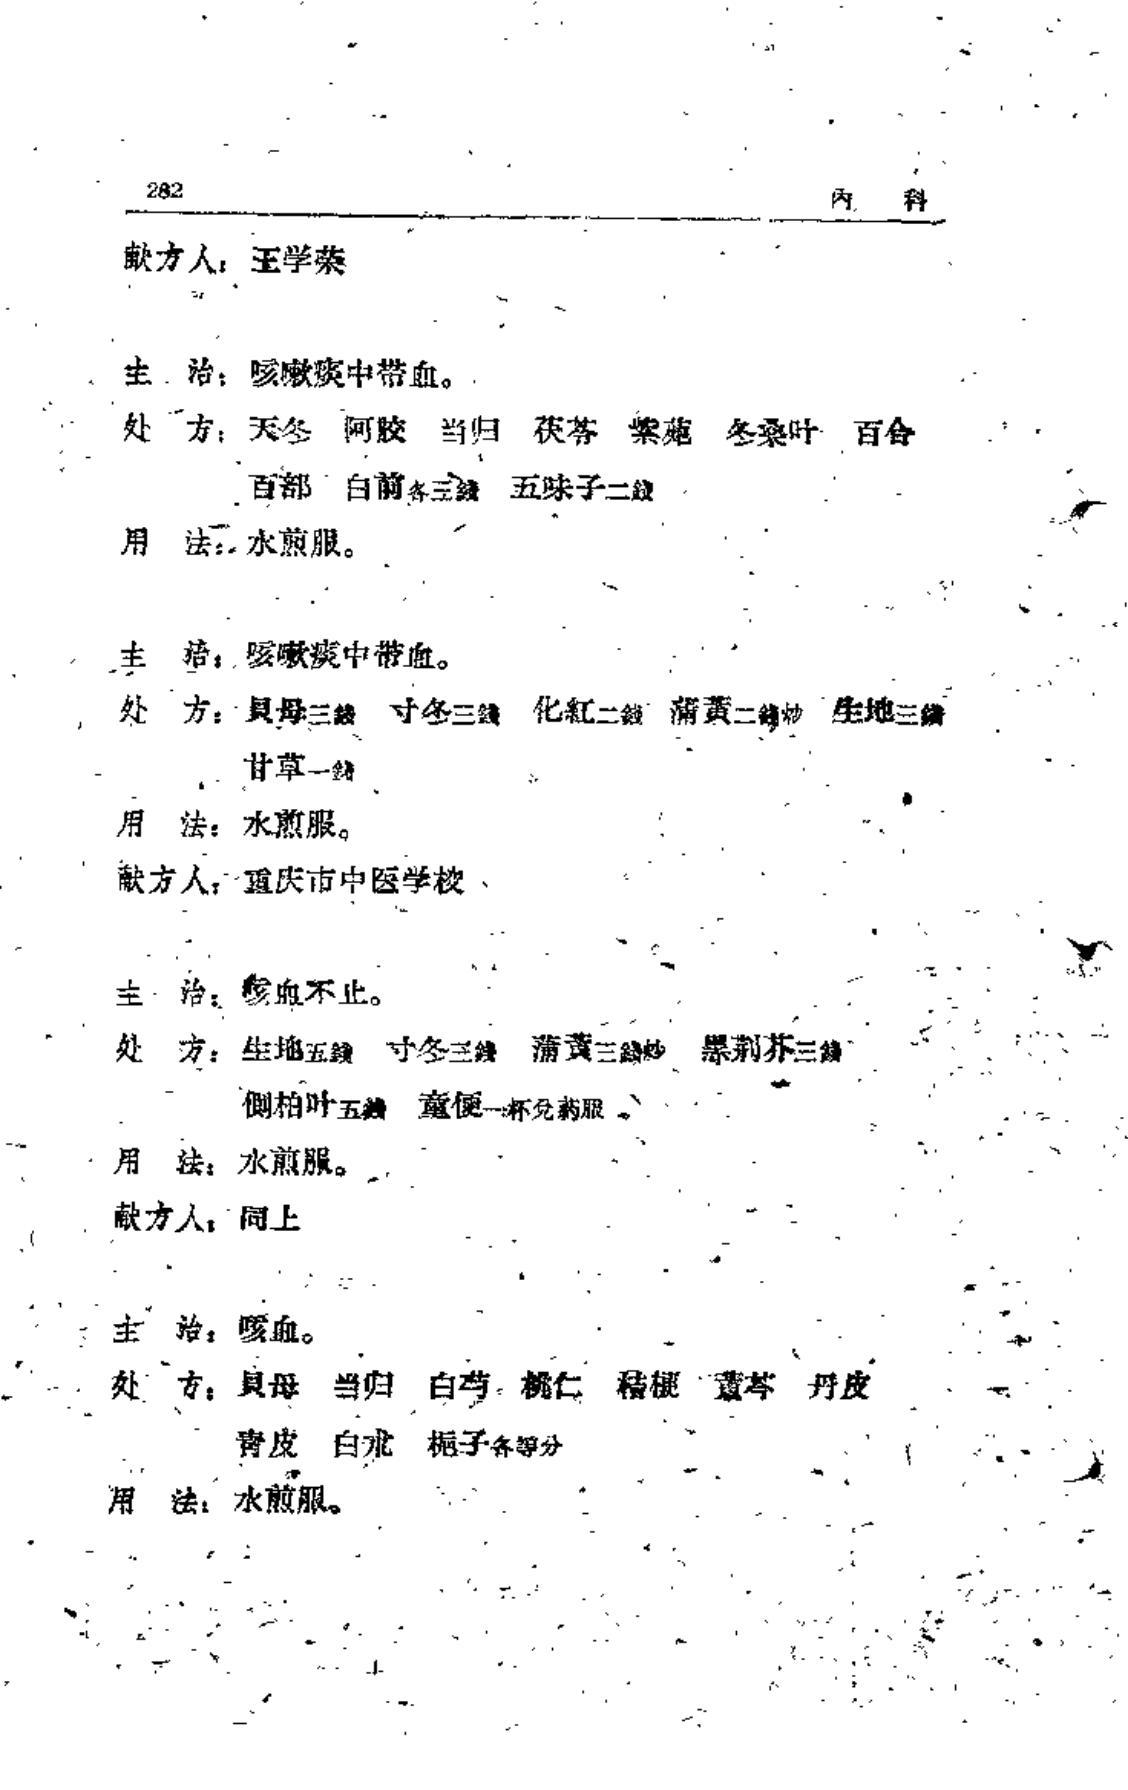 282 內 科
献方人：王学荣
主 治：咳嗽痰中带血。
处 方：天冬 阿胶 当归 茯苓 紫菀 冬桑叶 百合
百部 白前各三錢 五味子二錢
用 法：水煎服。
主 治：咳嗽痰中带血。
处 方：貝母三錢 寸冬三錢 化紅二錢 蒲黃二錢炒 生地三錢
甘草一錢
用 法：水煎服。
献方人：重庆市中医学校
主 治：咳血不止。
处 方：生地五錢 寸冬三錢 蒲黃三錢炒 黑荊芥三錢
側柏叶五錢 童便一杯兑药服。
用 法：水煎服。
献方人：同上
主 治：咳血。
处 方：貝母 当归 白芍 桃仁 桔梗 黃芩 丹皮
青皮 白朮 梔子各等分
用 法：水煎服。